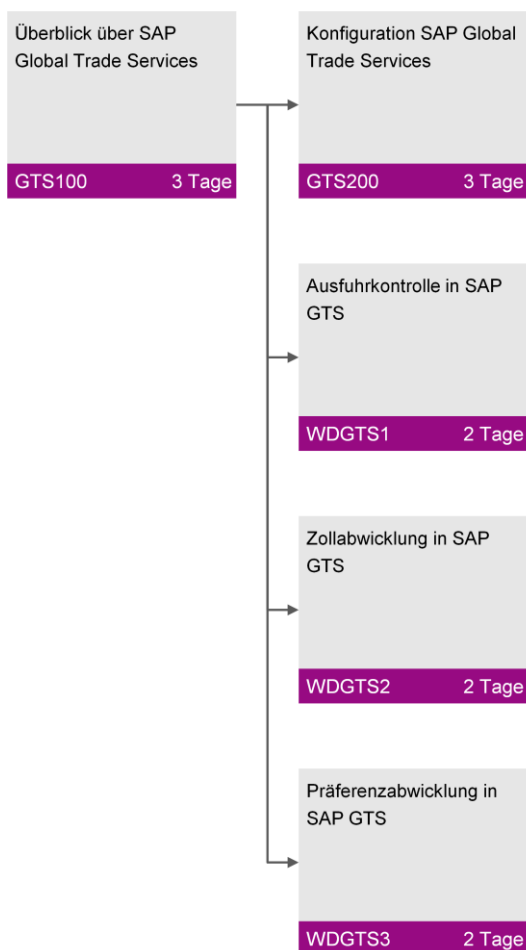 Überblick über SAP
Global Trade Services
GTS100 3 Tage
Konfiguration SAP Global
Trade Services
GTS200 3 Tage
Ausfuhrkontrolle in SAP
GTS
WDGTS1 2 Tage
Zollabwicklung in SAP
GTS
WDGTS2 2 Tage
Präferenzabwicklung in
SAP GTS
WDGTS3 2 Tage